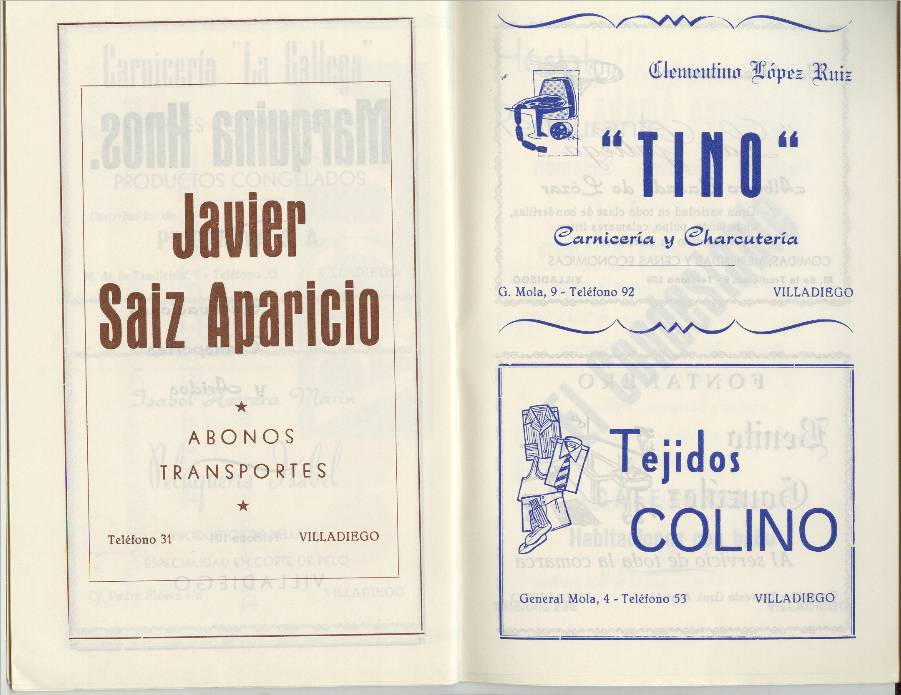 Javier
Saiz Aparicio
ABONOS
TRANSPORTES
Teléfono 31 VILLADIEGO
Clementino López Ruiz
“TINO“
Carnicería y Charcutería
G. Mola, 9 - Teléfono 92 VILLADIEGO
Tejidos
COLINO
General Mola, 4 - Teléfono 53 VILLADIEGO